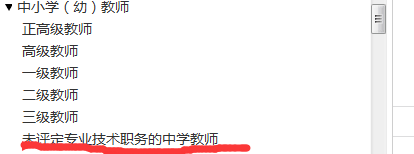 ▼中小学（幼）教师
正高级教师
高级教师
一级教师
二级教师
三级教师
未评定专业技术职务的中学教师